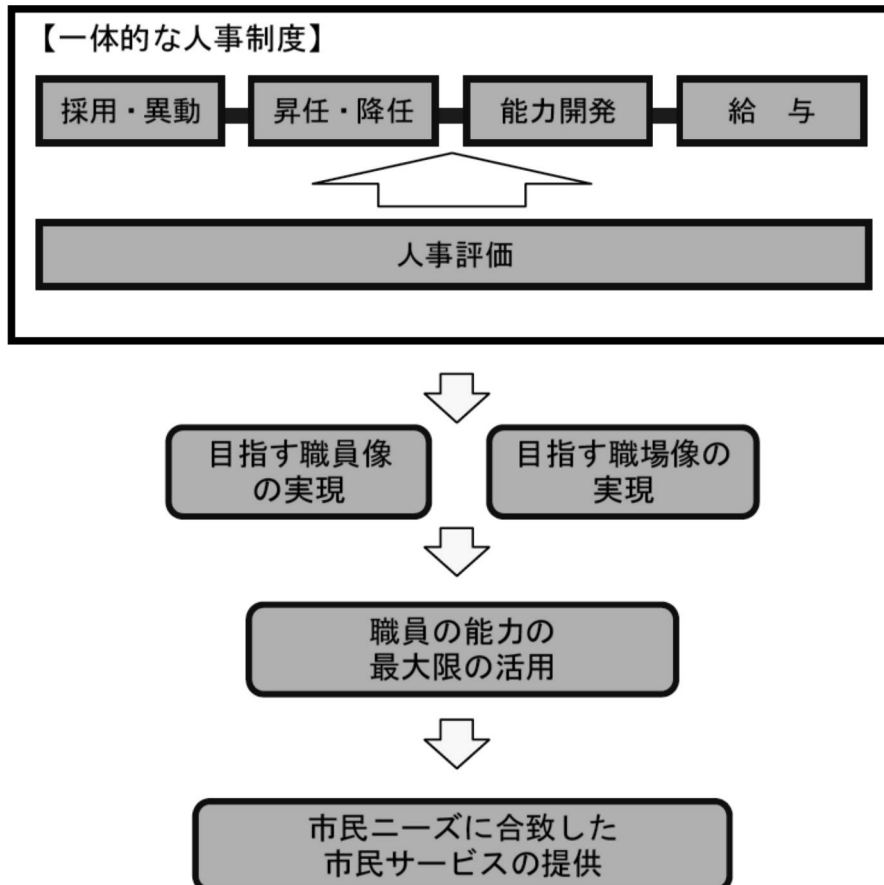 【一体的な人事制度】
採用・異動
昇任・降任
能力開発
給　与
人事評価
目指す職員像
の実現
目指す職場像の
実現
職員の能力の
最大限の活用
市民ニーズに合致した
市民サービスの提供